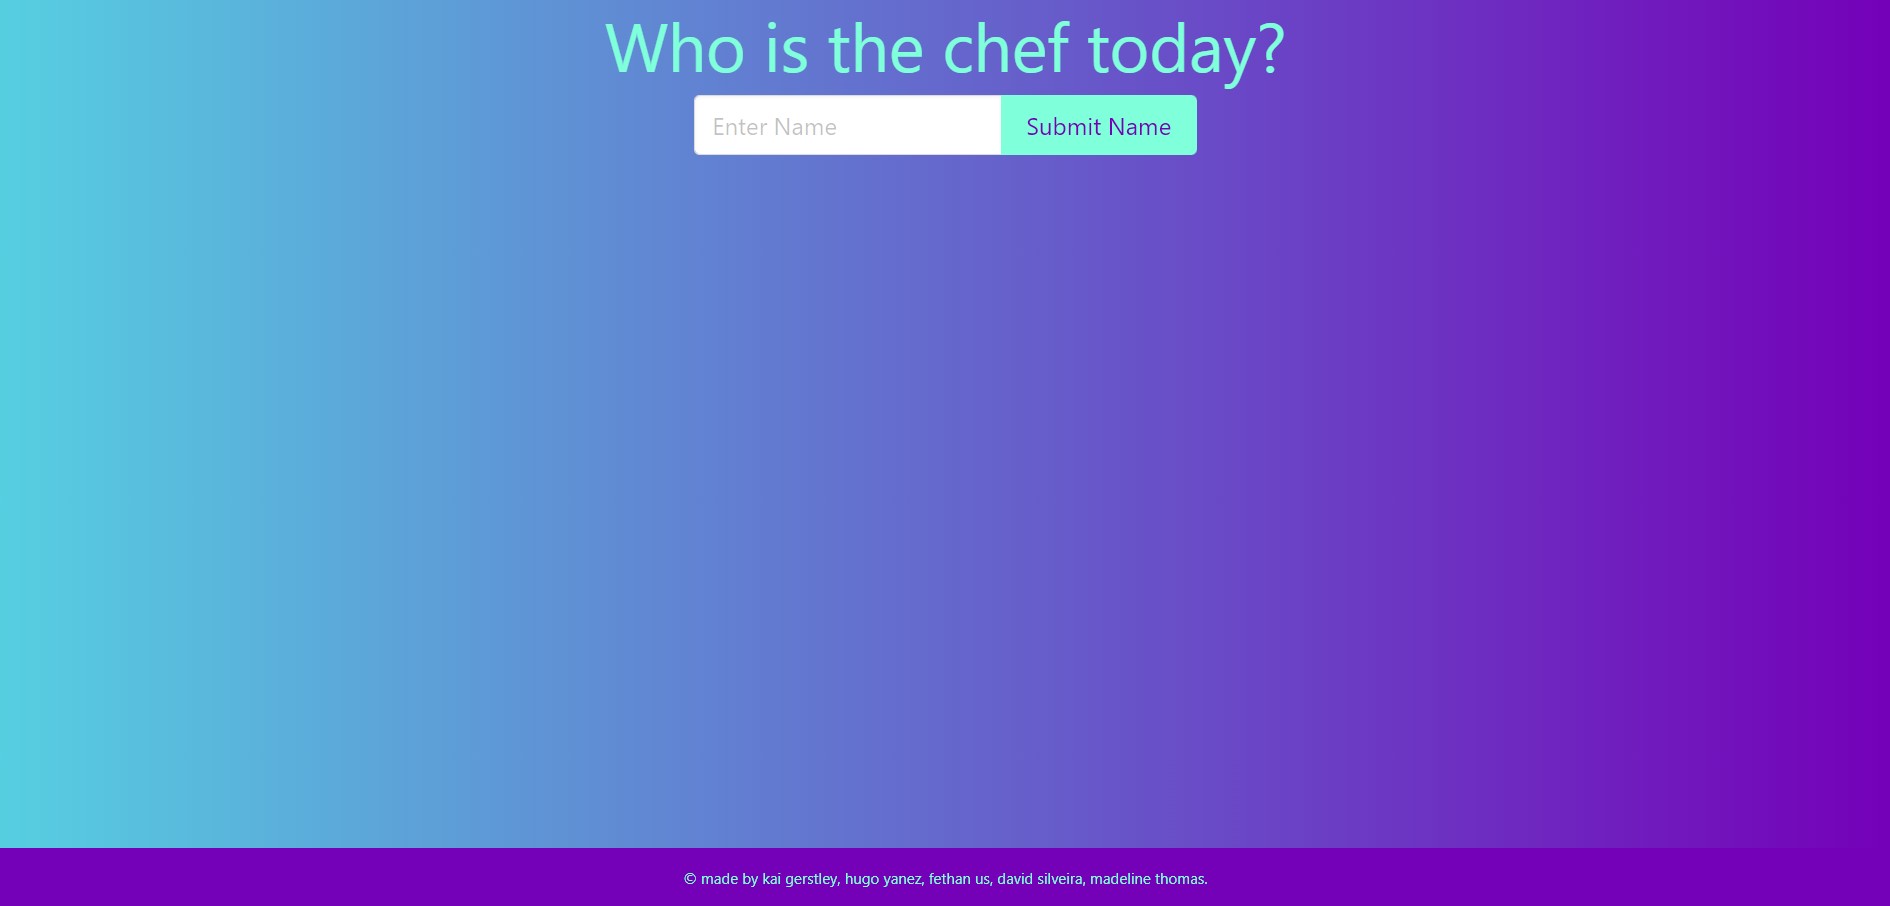 Who is the chef today?
Enter Name
Submit Name
© made by kai gerstley, hugo yanez, fethan us, david silveira, madeline thomas.